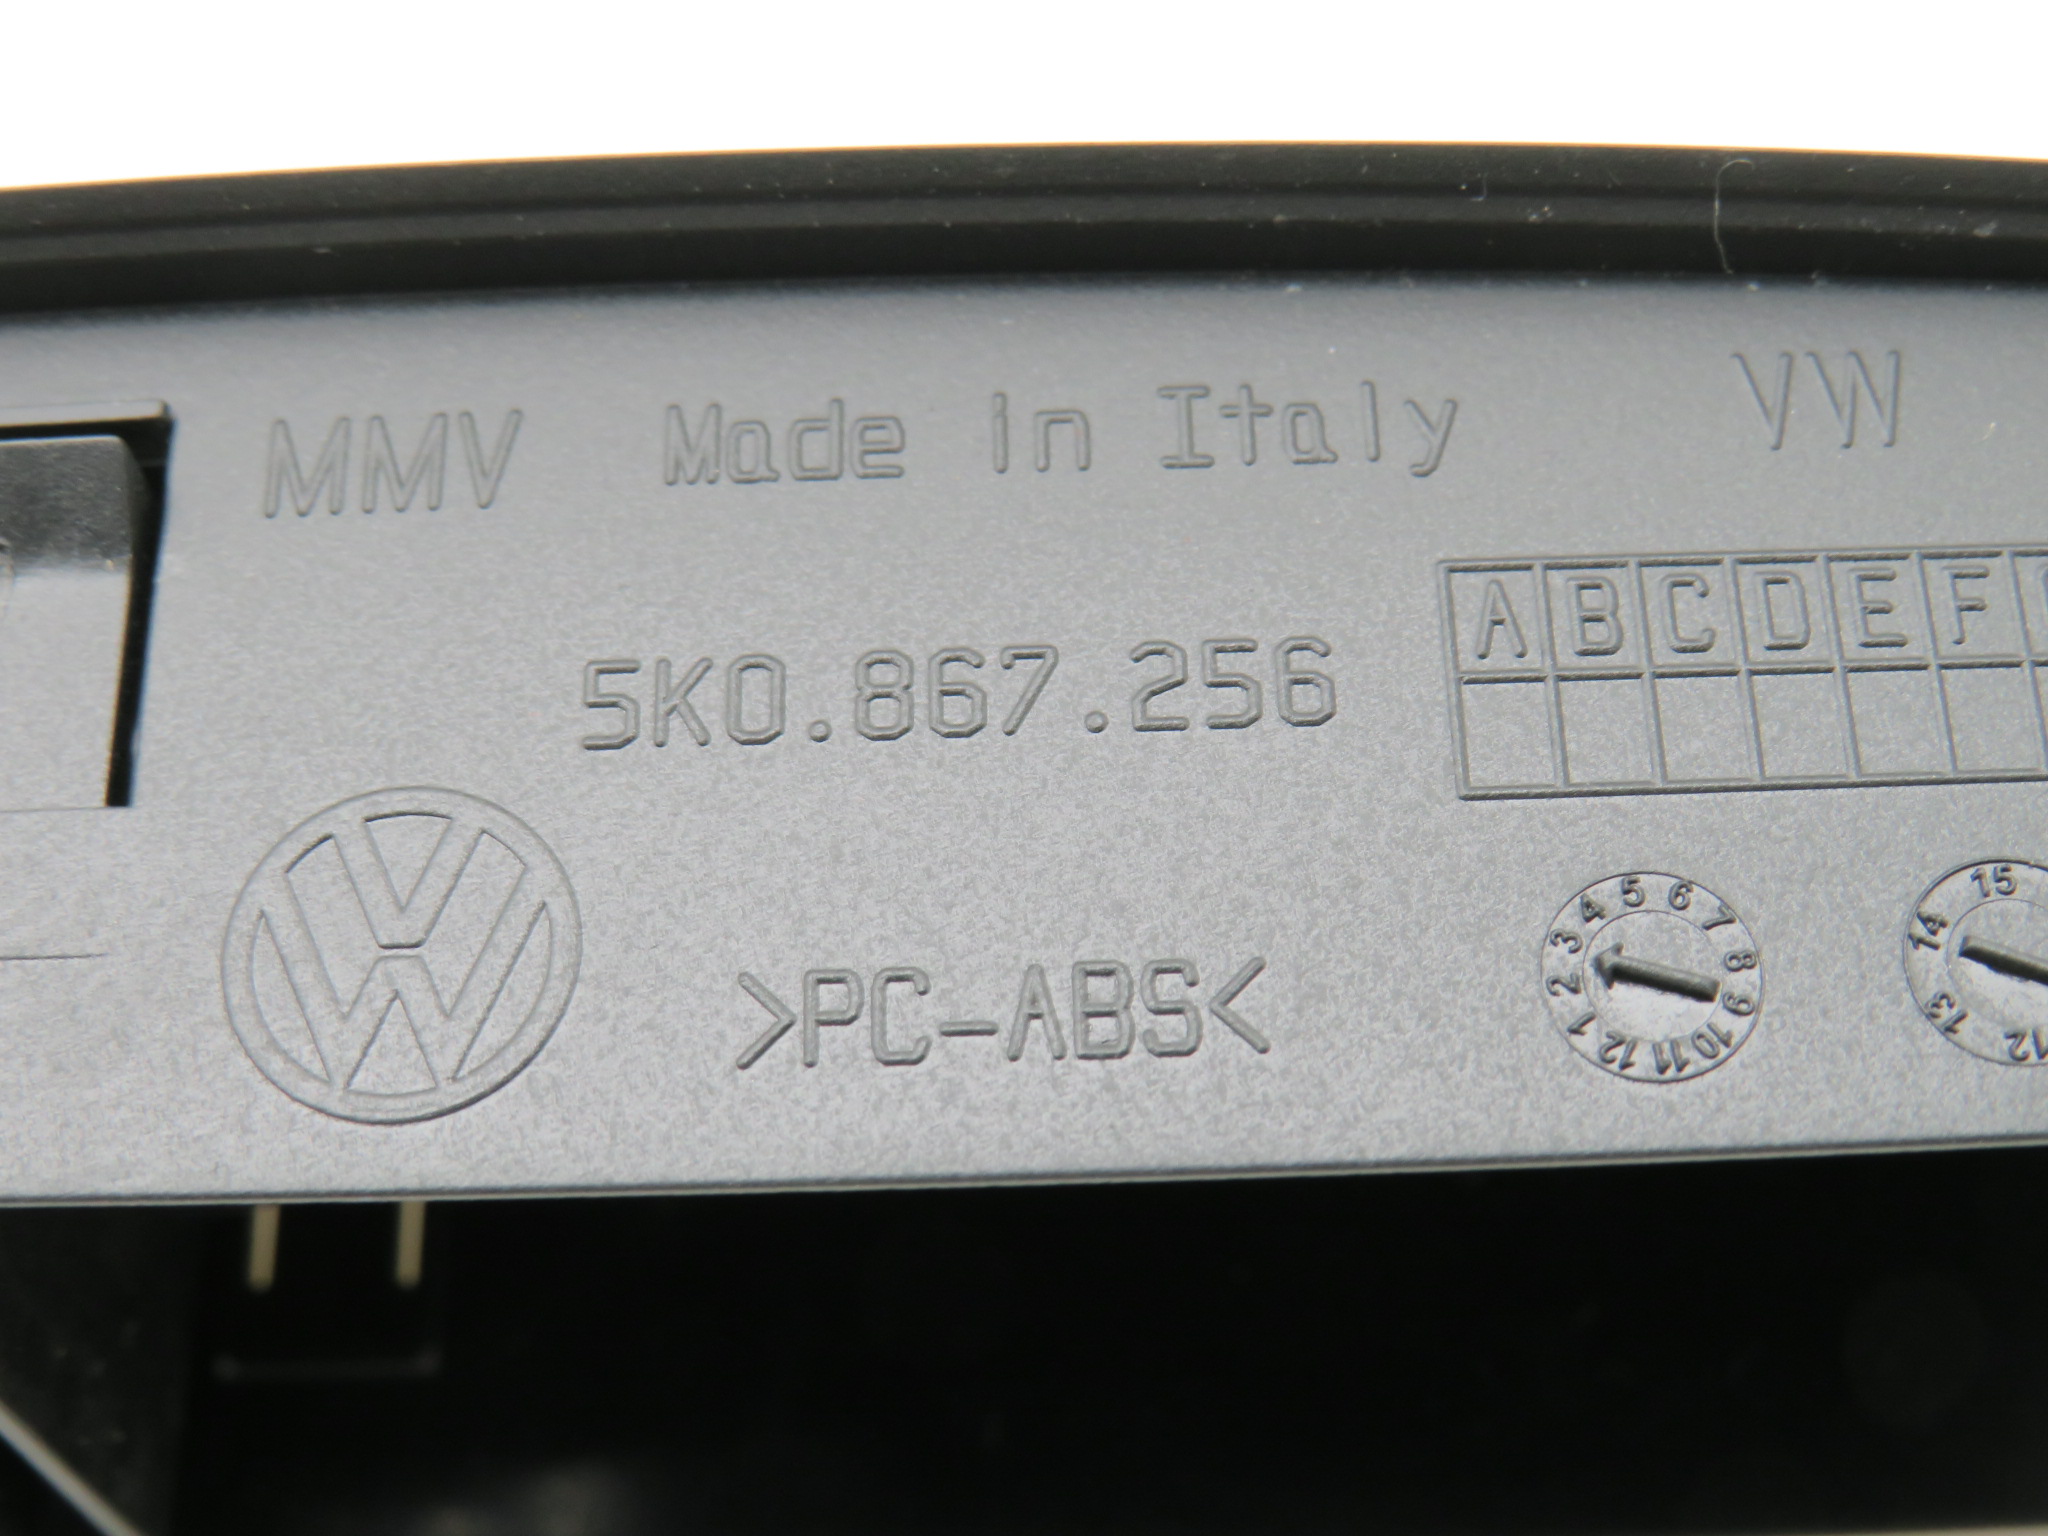 MMV Made in Italy VW
A B C D E F
5K0.867.256
>PC-ABS<
1 2 3 4 5 6 7 8 9 10 11 12
12 13 14 15